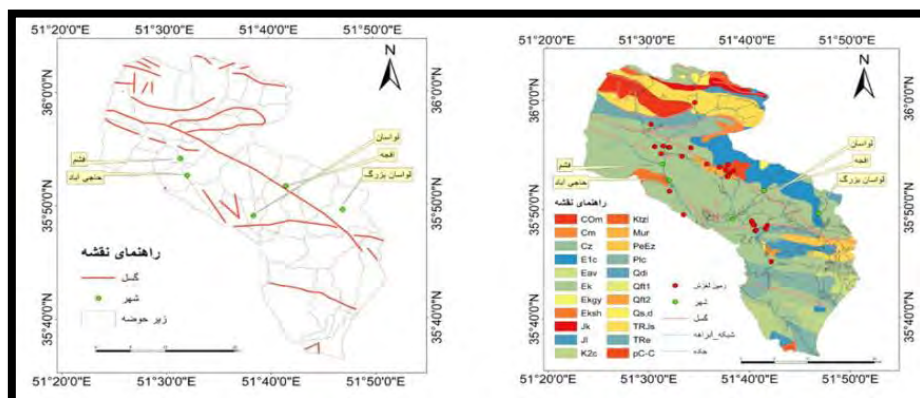 51°20'0"E 51°30'0"E 51°40'0"E 51°50'0"E
36°0'0"N
35°50'0"N
35°40'0"N
N
لواسان
افجه
لواسان بزرگ
فشم
حاجی آباد
راهنمای نقشه
گسل
شهر
زیر حوضه
51°20'0"E 51°30'0"E 51°40'0"E 51°50'0"E
51°20'0"E 51°30'0"E 51°40'0"E 51°50'0"E
36°0'0"N
35°50'0"N
35°40'0"N
N
لواسان
افجه
لواسان بزرگ
فشم
حاجی آباد
راهنمای نقشه
COm Ktzl
Cm Mur
Cz PeEz
E1c Plc
Eav Qdi
Ek Qft1
Ekgy Qft2
Eksh Qs.d
Jk TRJs
Jl TRe
K2c pC-C
زمین لغزش
شهر
گسل
شبکه_آبراهه
جاده
51°20'0"E 51°30'0"E 51°40'0"E 51°50'0"E